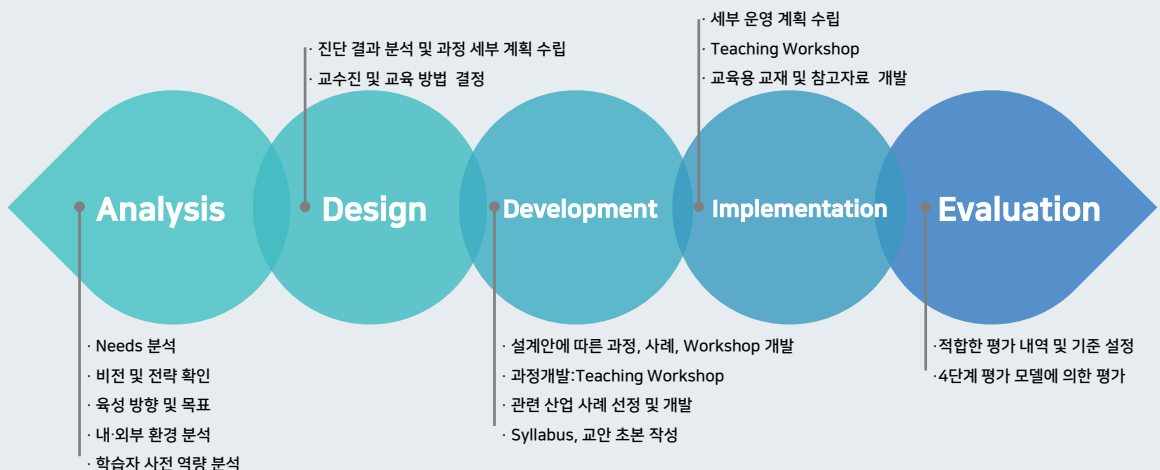 · 세부 운영 계획 수립
· Teaching Workshop
· 교육용 교재 및 참고자료 개발
· 진단 결과 분석 및 과정 세부 계획 수립
· 교수진 및 교육 방법 결정
Analysis
Design
Development
Implementation
Evaluation
· Needs 분석
· 비전 및 전략 확인
· 육성 방향 및 목표
· 내·외부 환경 분석
· 학습자 사전 역량 분석
· 설계안에 따른 과정, 사례, Workshop 개발
· 과정개발:Teaching Workshop
· 관련 산업 사례 선정 및 개발
· Syllabus, 교안 초본 작성
·적합한 평가 내역 및 기준 설정
·4단계 평가 모델에 의한 평가